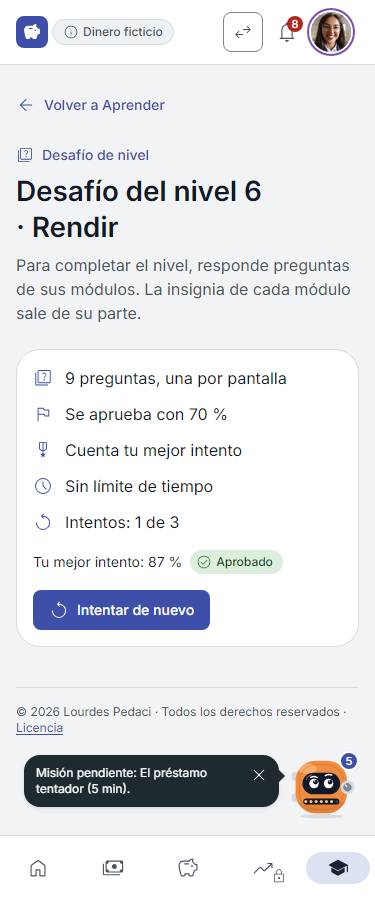 Dinero ficticio
8
Volver a Aprender
Desafío de nivel
Desafío del nivel 6
· Rendir
Para completar el nivel, responde preguntas
de sus módulos. La insignia de cada módulo
sale de su parte.
9 preguntas, una por pantalla
Se aprueba con 70 %
Cuenta tu mejor intento
Sin límite de tiempo
Intentos: 1 de 3
Tu mejor intento: 87 % Aprobado
Intentar de nuevo
© 2026 Lourdes Pedaci · Todos los derechos reservados ·
Licencia
Misión pendiente: El préstamo
tentador (5 min).
5